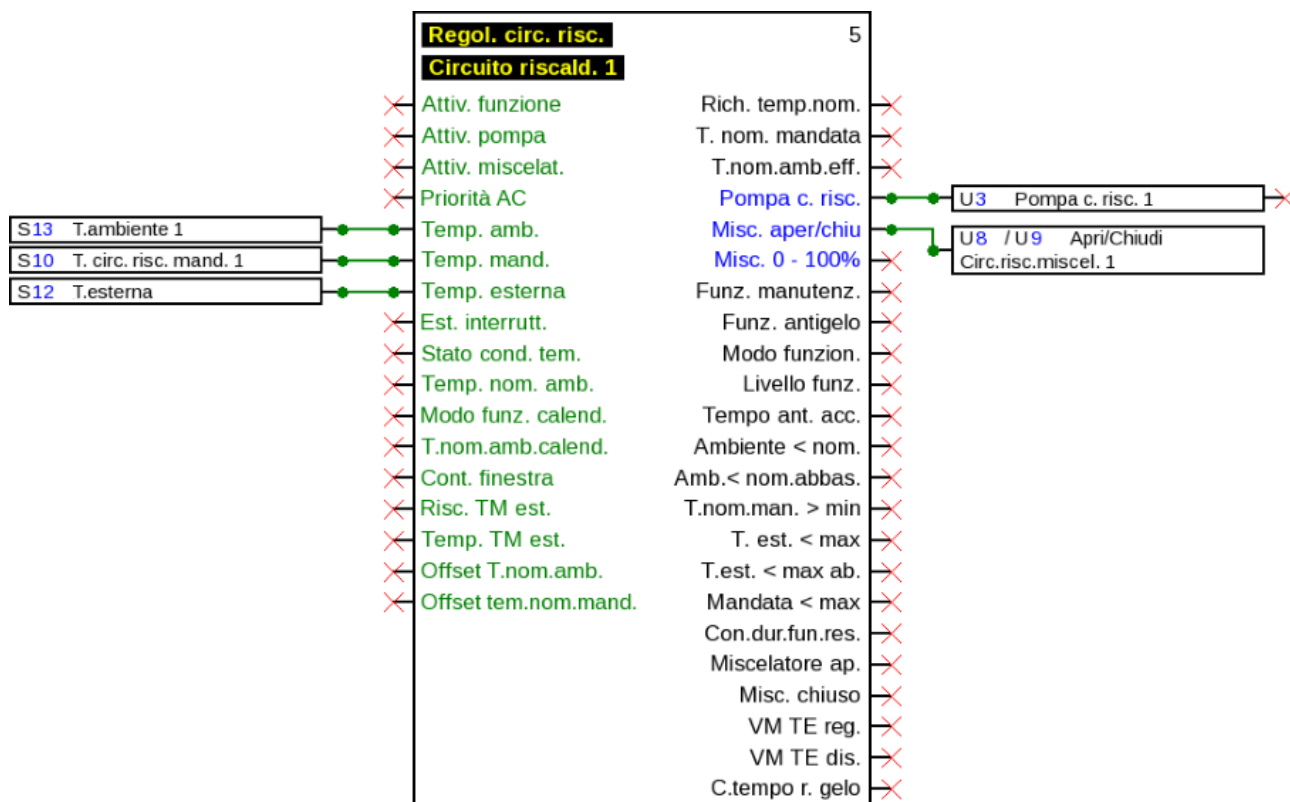 Regol. circ. risc. 5
Circuito riscald. 1
Attiv. funzione Rich. temp.nom.
Attiv. pompa T. nom. mandata
Attiv. miscelat. T.nom.amb.eff.
Priorità AC Pompa c. risc. U3 Pompa c. risc. 1
S13 T.ambiente 1 Temp. amb. Misc. aper/chiu U8 / U9 Apri/Chiudi
S10 T. circ. risc. mand. 1 Temp. mand. Misc. 0 - 100% Circ.risc.miscel. 1
S12 T.esterna Temp. esterna Funz. manutenz.
Est. interrutt. Funz. antigelo
Stato cond. tem. Modo funzion.
Temp. nom. amb. Livello funz.
Modo funz. calend. Tempo ant. acc.
T.nom.amb.calend. Ambiente < nom.
Cont. finestra Amb.< nom.abbas.
Risc. TM est. T.nom.man. > min
Temp. TM est. T. est. < max
Offset T.nom.amb. T.est. < max ab.
Offset tem.nom.mand. Mandata < max
Con.dur.fun.res.
Miscelatore ap.
Misc. chiuso
VM TE reg.
VM TE dis.
C.tempo r. gelo